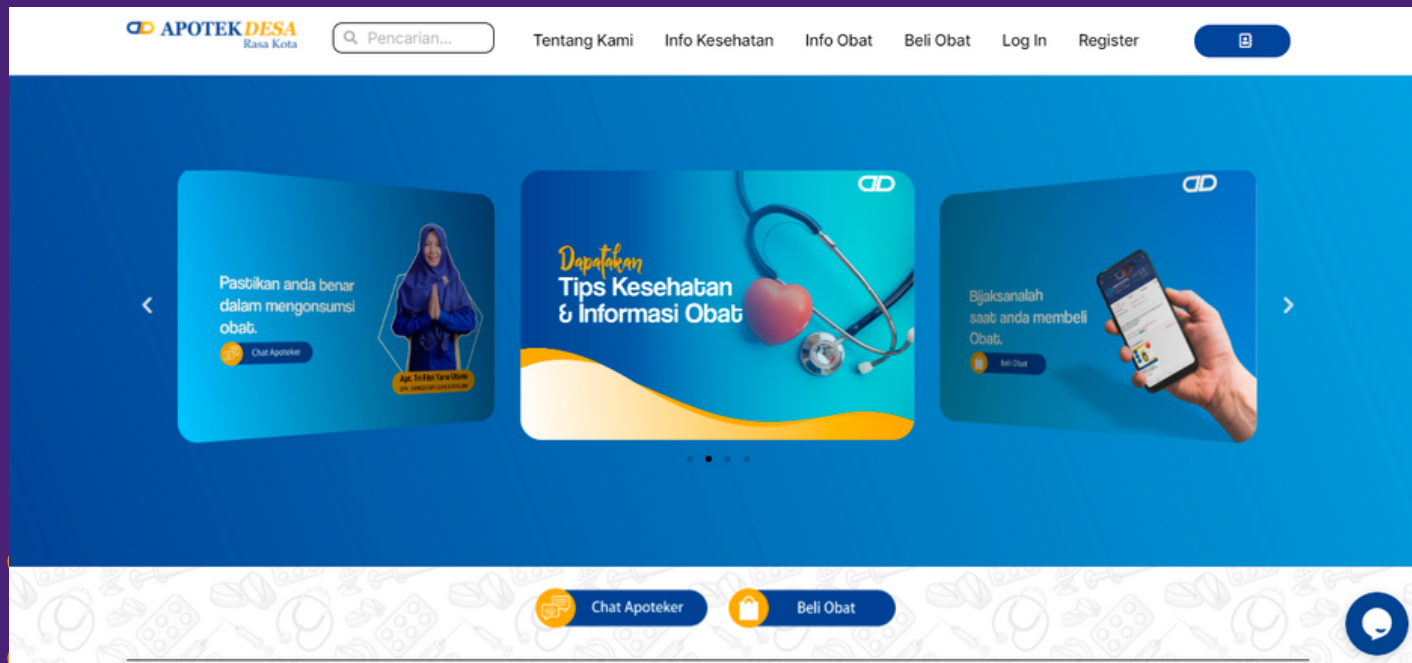 APOTEK DESA
Rasa Kota
Pencarian...
Tentang Kami
Info Kesehatan
Info Obat
Beli Obat
Log In
Register
Pastikan anda benar
dalam mengonsumsi
obat.
Chat Apoteker
Dapatakan
Tips Kesehatan
& Informasi Obat
Bijaksanalah
saat anda membeli
Obat.
Beli Obat
Chat Apoteker
Beli Obat